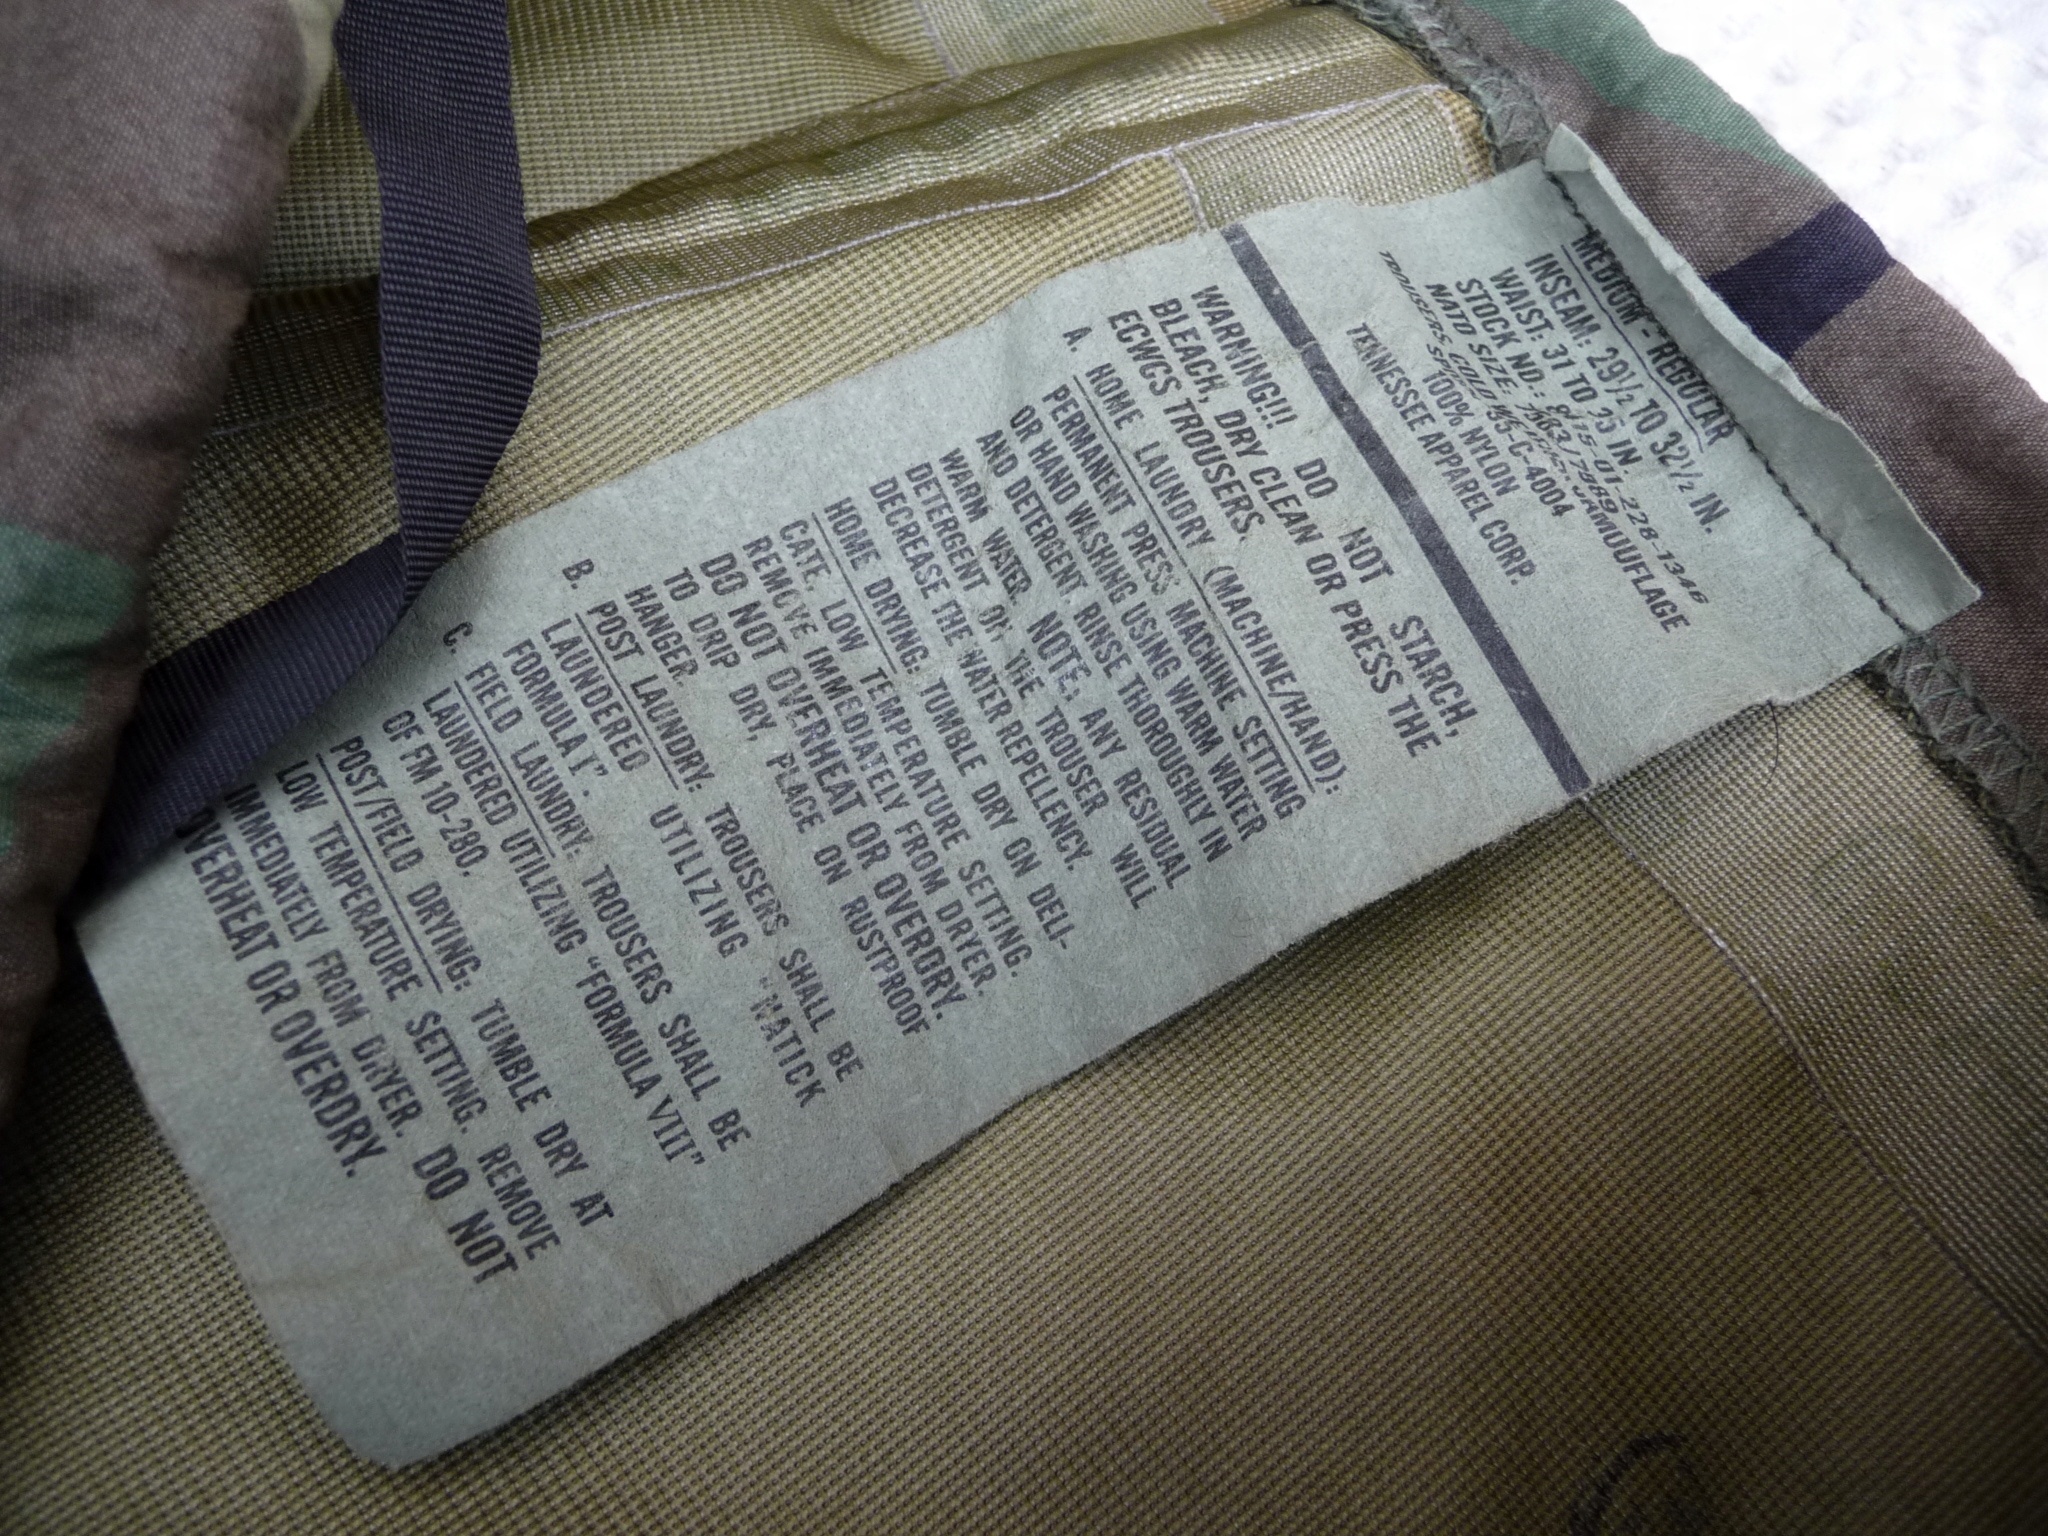 MEDIUM - REGULAR
INSEAM: 29½ TO 32½ IN.
WAIST: 31 TO 35 IN.
STOCK NO.: 8415-01-228-1346
NATO SIZE: 7583/7989
TROUSERS, COLD CAMOUFLAGE
100% NYLON
TENNESSEE APPAREL CORP.
WARNING!!! DO NOT STARCH,
BLEACH, DRY CLEAN OR PRESS THE
ECWCS TROUSERS.
A. HOME LAUNDRY (MACHINE/HAND):
PERMANENT PRESS MACHINE SETTING
OR HAND WASHING USING WARM WATER
AND DETERGENT RINSE THOROUGHLY IN
WARM WATER. NOTE, ANY RESIDUAL
DETERGENT ON THE TROUSER WILL
DECREASE THE WATER REPELLENCY.
HOME DRYING: TUMBLE DRY ON DELI-
CATE, LOW TEMPERATURE SETTING.
REMOVE IMMEDIATELY FROM DRYER.
DO NOT OVERHEAT OR OVERDRY.
TO DRIP DRY, PLACE ON RUSTPROOF
HANGER.
B. POST LAUNDRY: TROUSERS SHALL BE
LAUNDERED UTILIZING "NATICK
FORMULA I".
C. FIELD LAUNDRY: TROUSERS SHALL BE
LAUNDERED UTILIZING "FORMULA VIII"
OF FM 10-280.
POST/FIELD DRYING: TUMBLE DRY AT
LOW TEMPERATURE SETTING. REMOVE
IMMEDIATELY FROM DRYER. DO NOT
OVERHEAT OR OVERDRY.